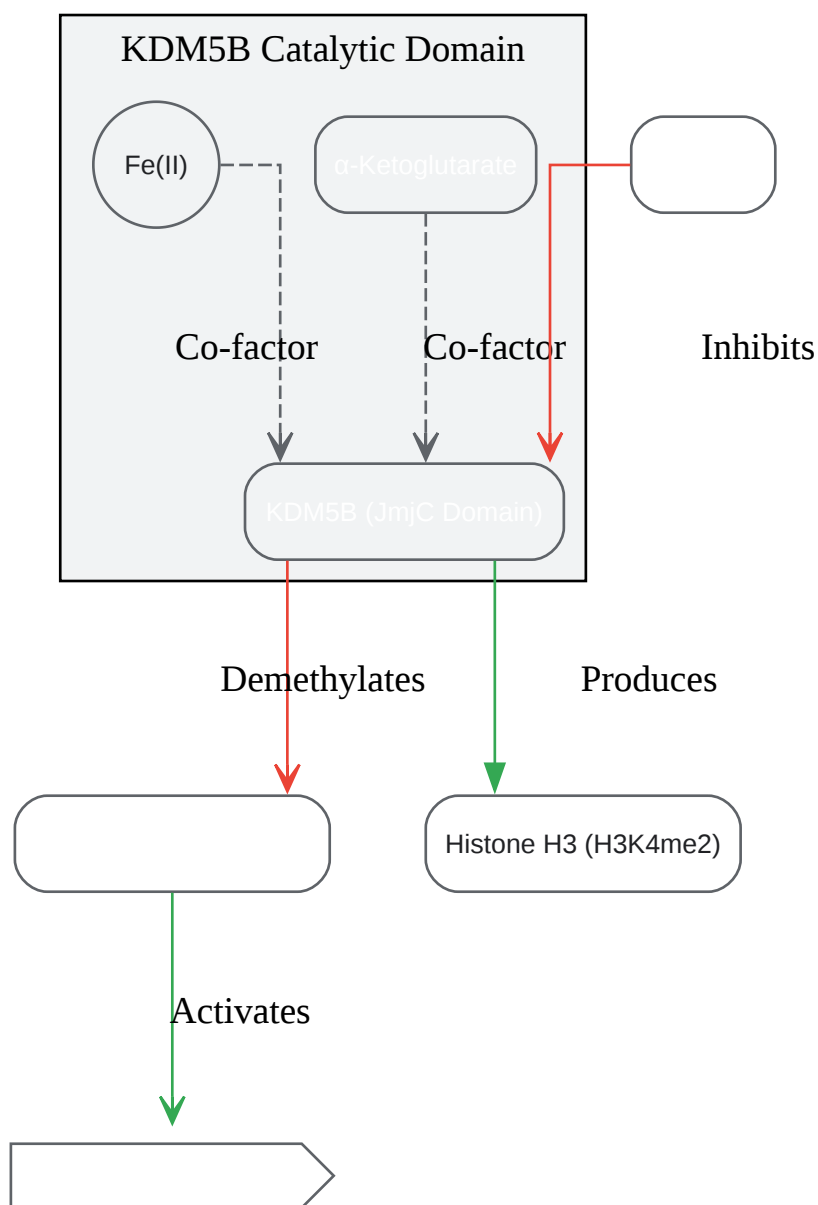 KDM5B Catalytic Domain
Fe(II)
α-Ketoglutarate
Co-factor
Co-factor
Inhibits
KDM5B (JmjC Domain)
Demethylates
Produces
Histone H3 (H3K4me2)
Activates